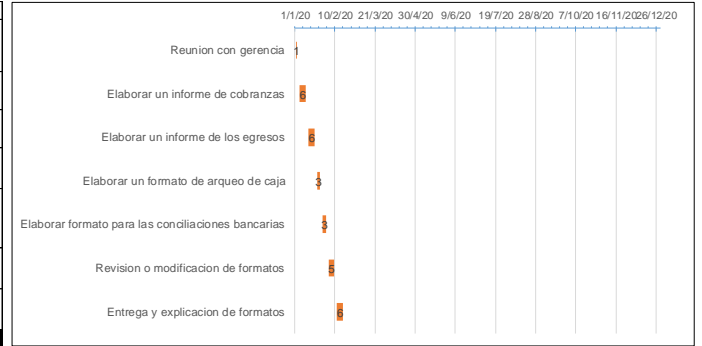 1/1/20 10/2/20 21/3/20 30/4/20 9/6/20 19/7/20 28/8/20 7/10/20 16/11/20 26/12/20
Reunion con gerencia 1
Elaborar un informe de cobranzas 6
Elaborar un informe de los egresos 6
Elaborar un formato de arqueo de caja 3
Elaborar formato para las conciliaciones bancarias 3
Revision o modificacion de formatos 5
Entrega y explicacion de formatos 6